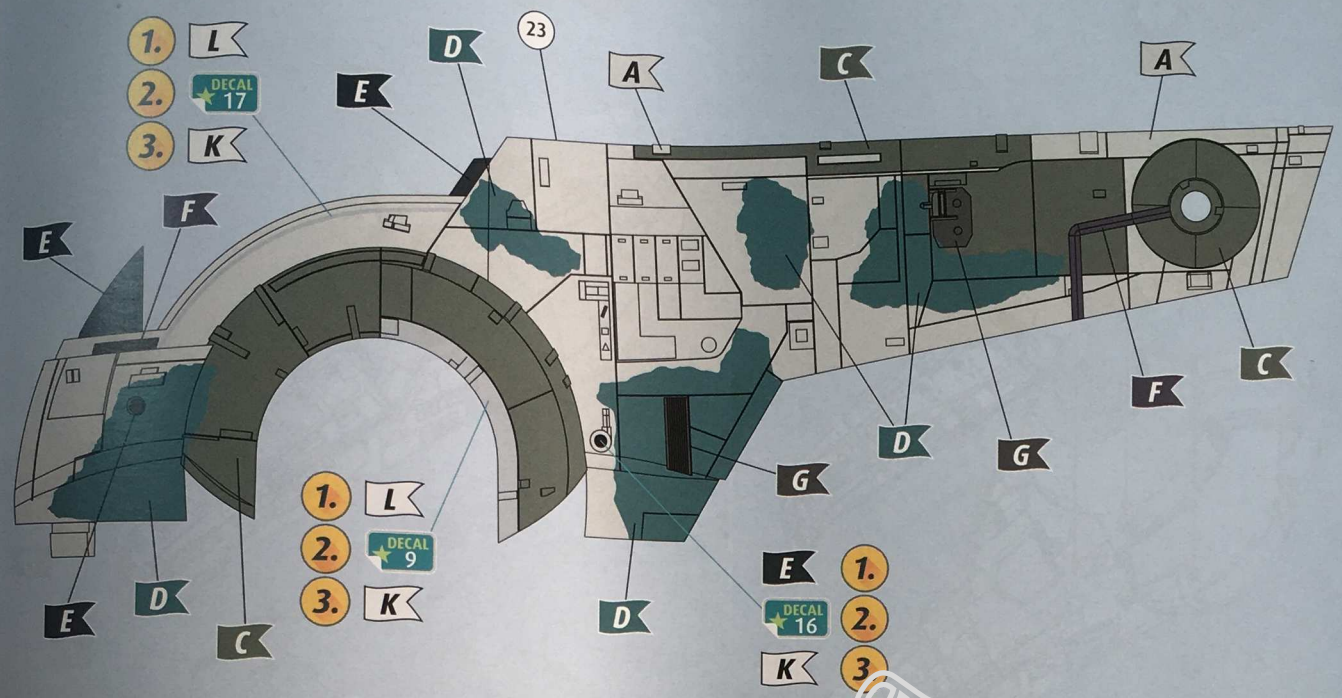 1. L
2. DECAL 17
3. K
D
23
E
A
C
A
F
E
C
F
D
G
G
1. L
2. DECAL 9
3. K
E 1.
DECAL 16 2.
K 3
D
E
D
C